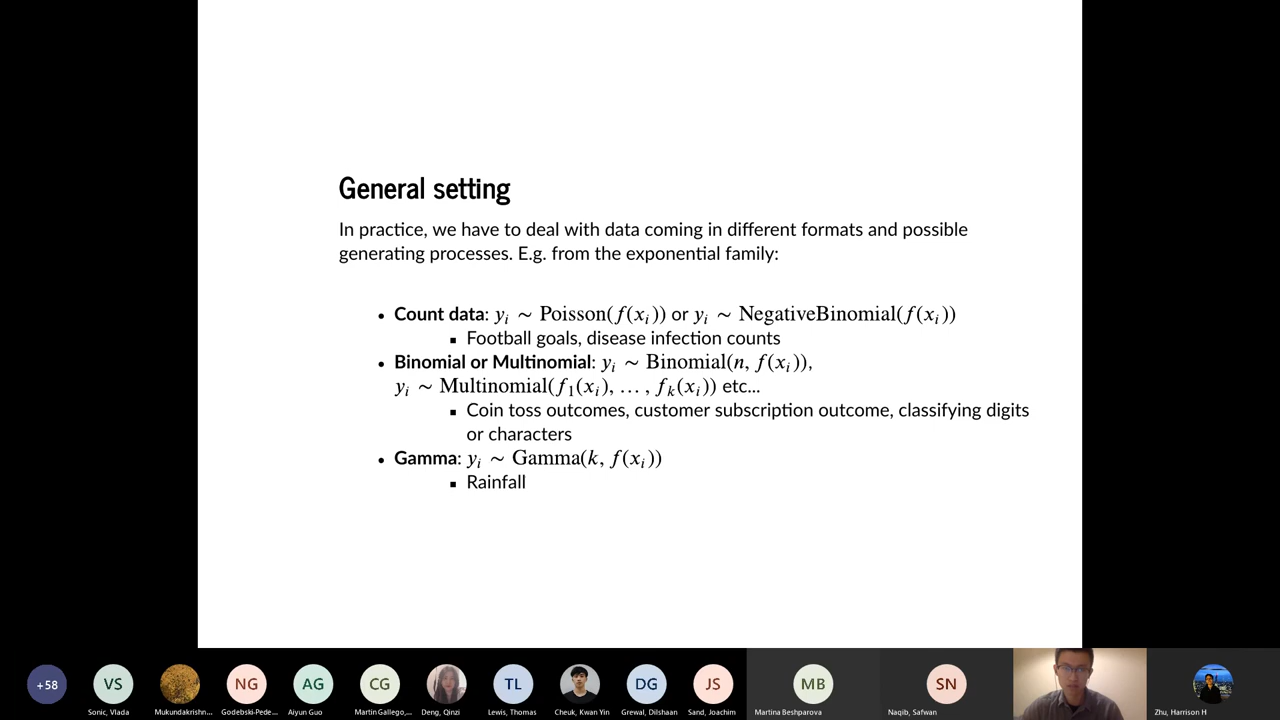 General setting
In practice, we have to deal with data coming in different formats and possible
generating processes. E.g. from the exponential family:
• Count data: yᵢ ∼ Poisson(f(xᵢ)) or yᵢ ∼ NegativeBinomial(f(xᵢ))
▪ Football goals, disease infection counts
• Binomial or Multinomial: yᵢ ∼ Binomial(n, f(xᵢ)),
yᵢ ∼ Multinomial(f₁(xᵢ), … , fₖ(xᵢ)) etc...
▪ Coin toss outcomes, customer subscription outcome, classifying digits
or characters
• Gamma: yᵢ ∼ Gamma(k, f(xᵢ))
▪ Rainfall
+58 VS NG AG CG TL DG JS MB SN
Sonic, Vlada Mukundakrishn... Godebski-Pede... Aiyun Guo Martin Gallego,... Deng, Qinzi Lewis, Thomas Cheuk, Kwan Yin Grewal, Dilshaan Sand, Joachim Martina Beshparova Naqib, Safwan Zhu, Harrison H